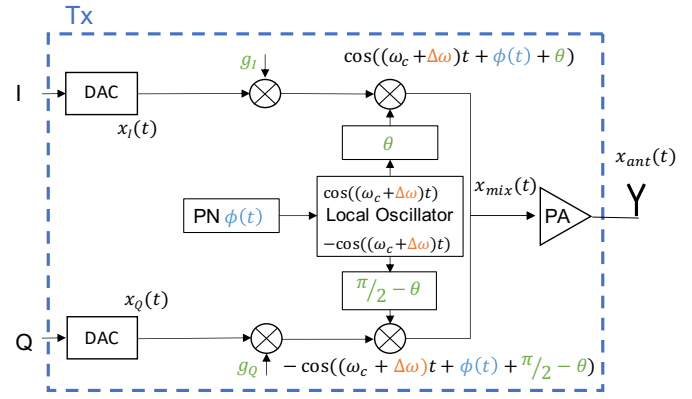 Tx
cos((ω_c + Δω)t + ϕ(t) + θ)
g_I
I
DAC
x_I(t)
θ
x_ant(t)
cos((ω_c + Δω)t)
x_mix(t)
PN ϕ(t)
Local Oscillator
PA
−cos((ω_c + Δω)t)
π/2 − θ
x_Q(t)
Q
DAC
g_Q
− cos((ω_c + Δω)t + ϕ(t) + π/2 − θ)